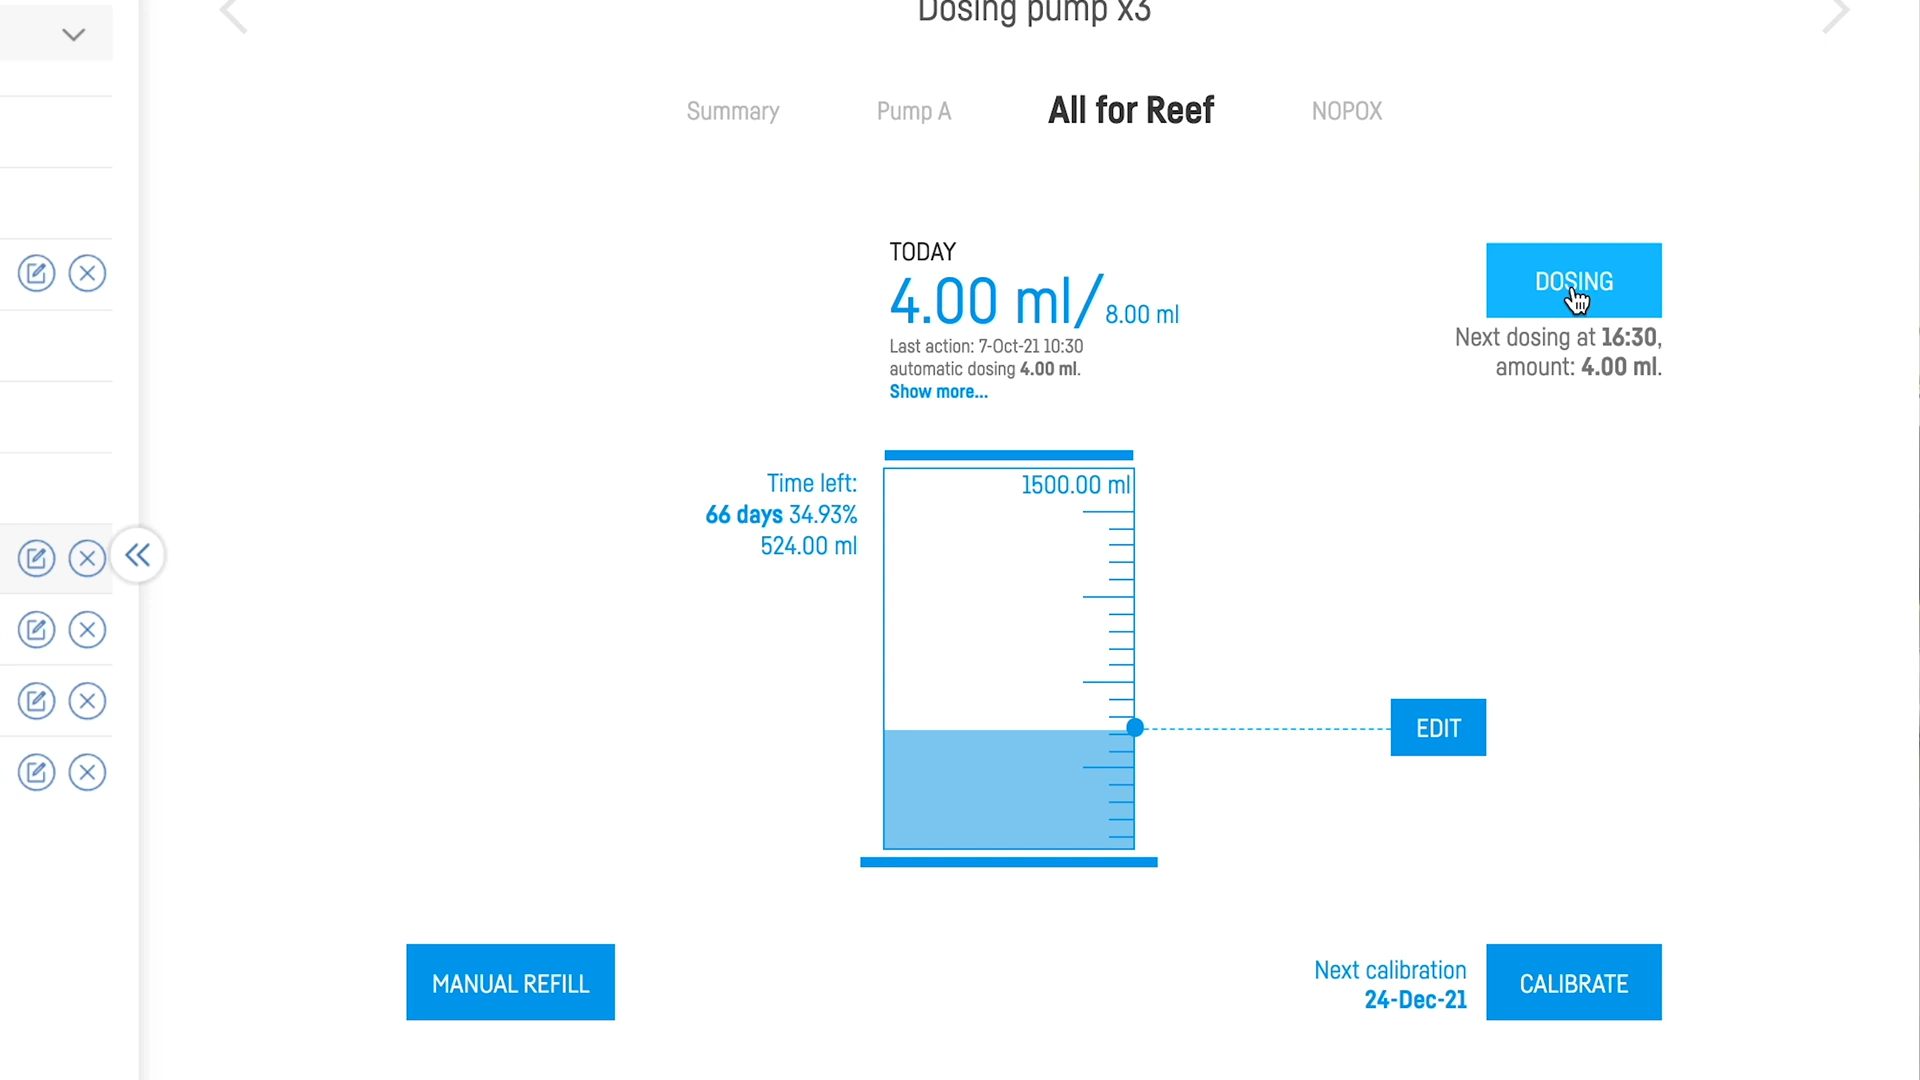 Dosing pump x3
Summary
Pump A
All for Reef
NOPOX
TODAY
4.00 ml/8.00 ml
Last action: 7-Oct-21 10:30
automatic dosing 4.00 ml.
Show more...
DOSING
Next dosing at 16:30,
amount: 4.00 ml.
Time left:
66 days 34.93%
524.00 ml
1500.00 ml
EDIT
MANUAL REFILL
Next calibration
24-Dec-21
CALIBRATE